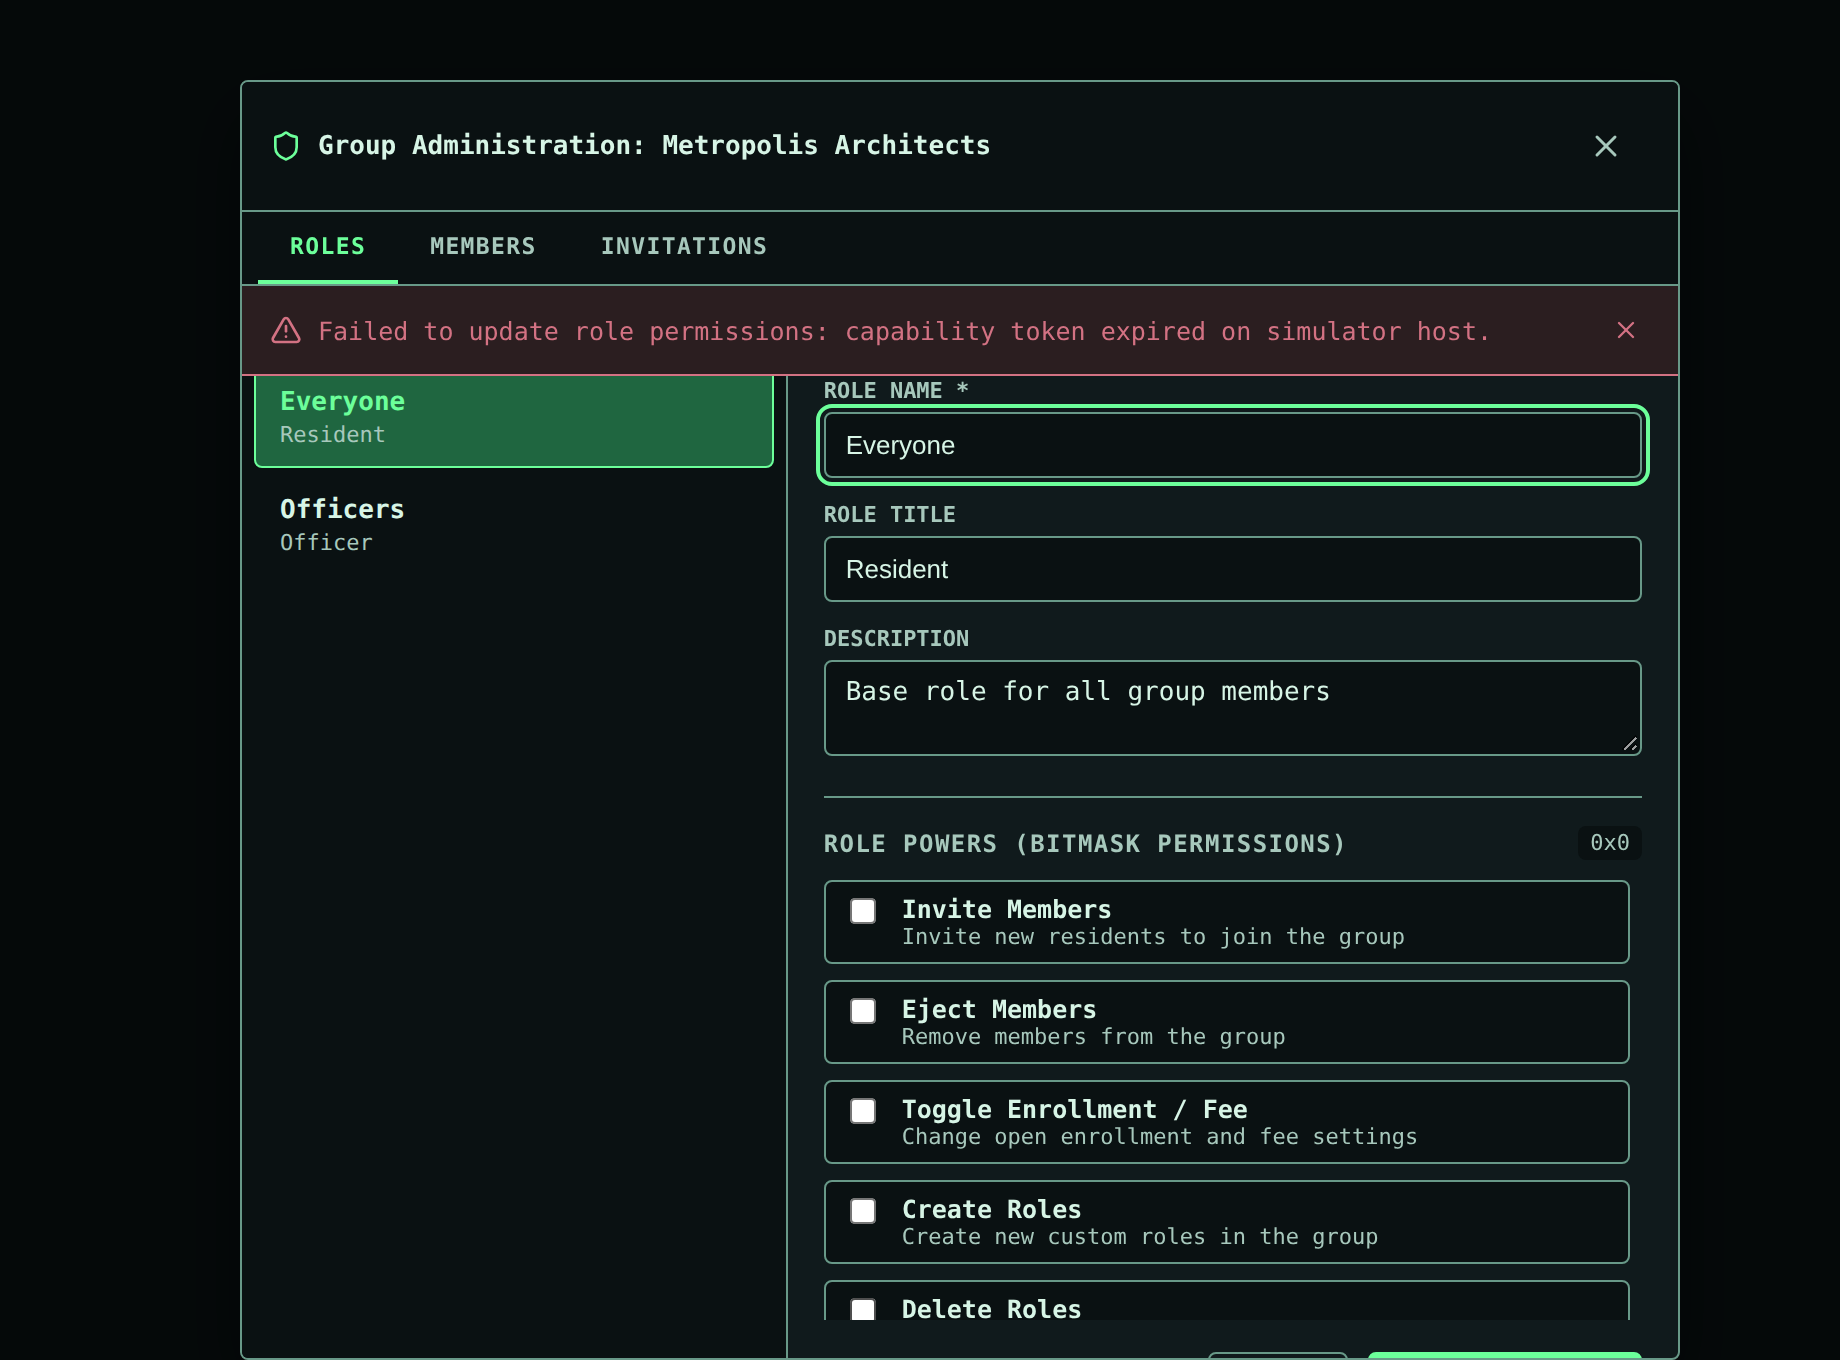 Group Administration: Metropolis Architects
ROLES MEMBERS INVITATIONS
Failed to update role permissions: capability token expired on simulator host.
Everyone
Resident
Officers
Officer
ROLE NAME *
Everyone
ROLE TITLE
Resident
DESCRIPTION
Base role for all group members
ROLE POWERS (BITMASK PERMISSIONS) 0x0
Invite Members
Invite new residents to join the group
Eject Members
Remove members from the group
Toggle Enrollment / Fee
Change open enrollment and fee settings
Create Roles
Create new custom roles in the group
Delete Roles